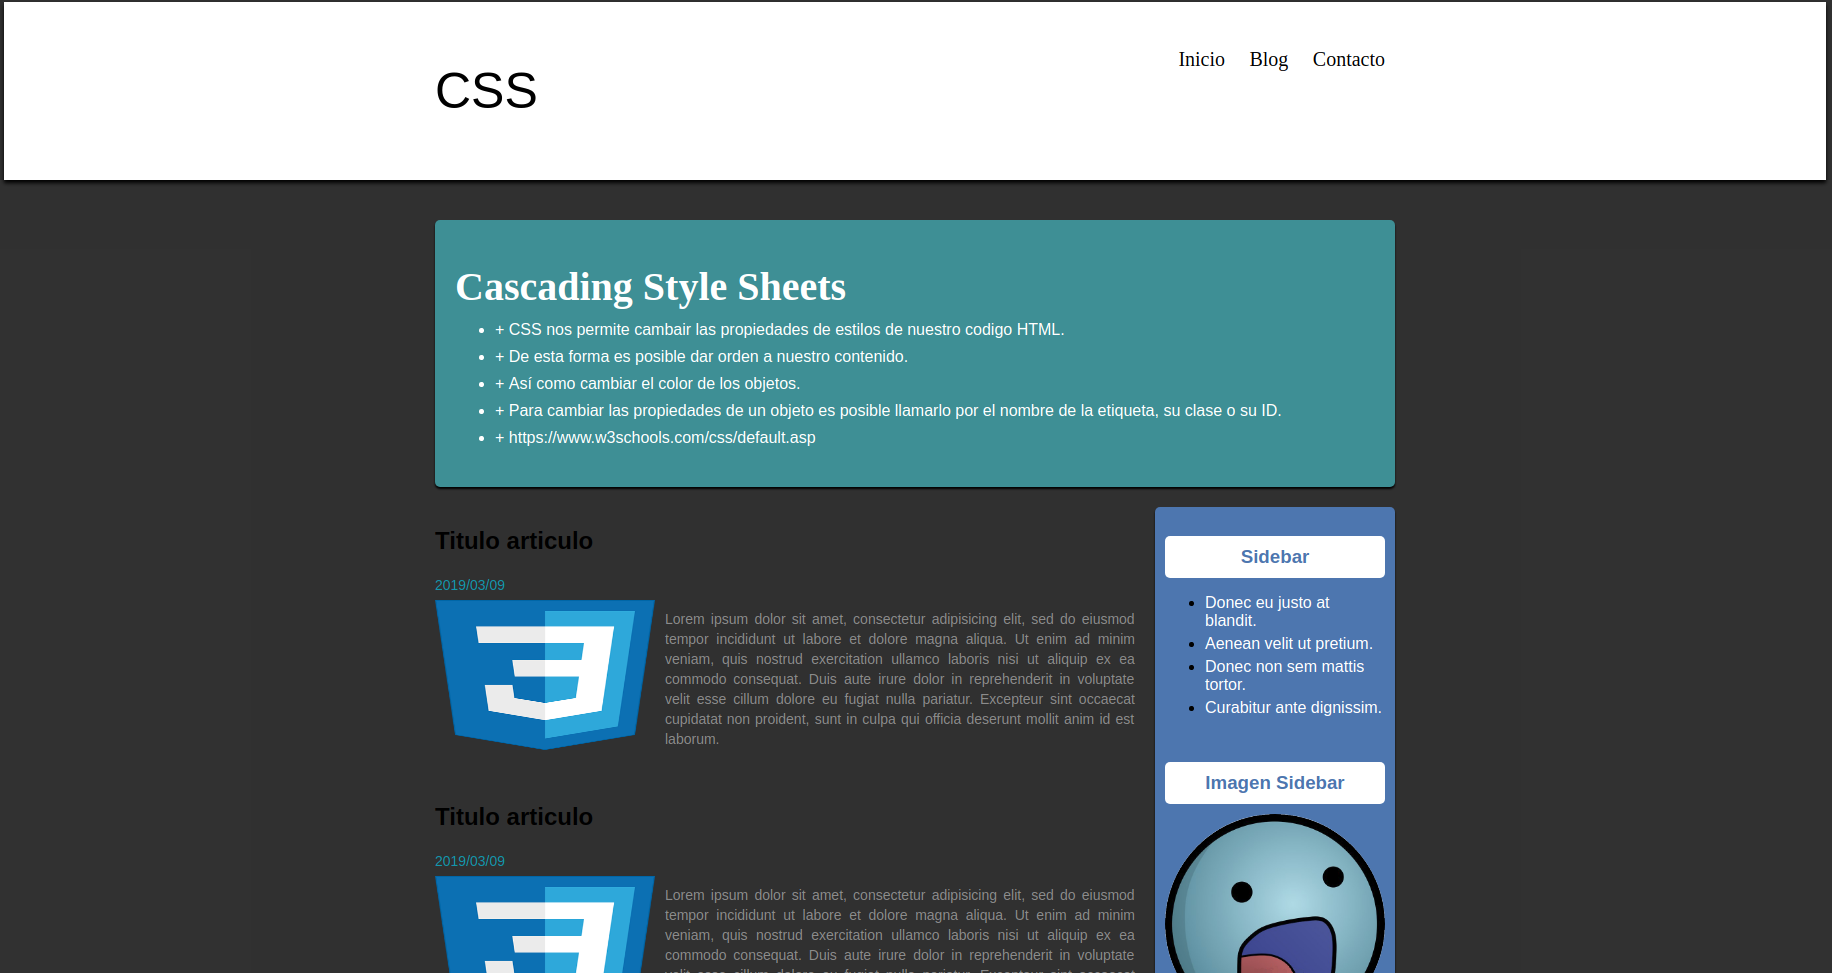 CSS
Inicio Blog Contacto
Cascading Style Sheets
+ CSS nos permite cambair las propiedades de estilos de nuestro codigo HTML.
+ De esta forma es posible dar orden a nuestro contenido.
+ Así como cambiar el color de los objetos.
+ Para cambiar las propiedades de un objeto es posible llamarlo por el nombre de la etiqueta, su clase o su ID.
+ https://www.w3schools.com/css/default.asp
Titulo articulo
2019/03/09
Lorem ipsum dolor sit amet, consectetur adipisicing elit, sed do eiusmod
tempor incididunt ut labore et dolore magna aliqua. Ut enim ad minim
veniam, quis nostrud exercitation ullamco laboris nisi ut aliquip ex ea
commodo consequat. Duis aute irure dolor in reprehenderit in voluptate
velit esse cillum dolore eu fugiat nulla pariatur. Excepteur sint occaecat
cupidatat non proident, sunt in culpa qui officia deserunt mollit anim id est
laborum.
Titulo articulo
2019/03/09
Lorem ipsum dolor sit amet, consectetur adipisicing elit, sed do eiusmod
tempor incididunt ut labore et dolore magna aliqua. Ut enim ad minim
veniam, quis nostrud exercitation ullamco laboris nisi ut aliquip ex ea
commodo consequat. Duis aute irure dolor in reprehenderit in voluptate
Sidebar
Donec eu justo at
blandit.
Aenean velit ut pretium.
Donec non sem mattis
tortor.
Curabitur ante dignissim.
Imagen Sidebar